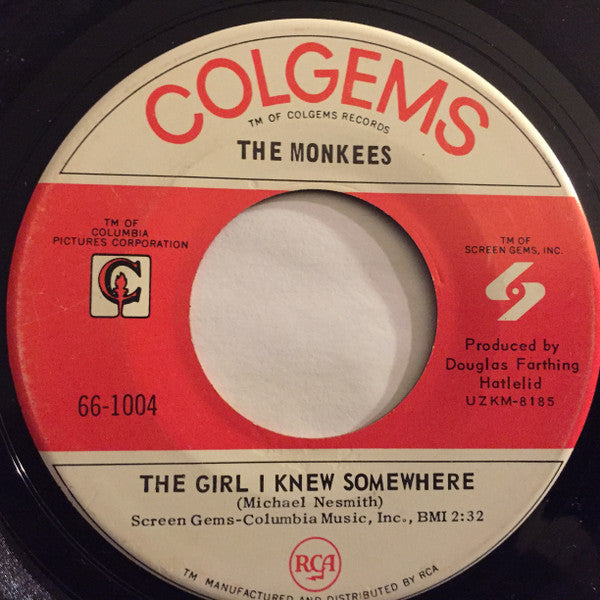 COLGEMS
TM OF COLGEMS RECORDS
THE MONKEES
TM OF
COLUMBIA
PICTURES CORPORATION
C
TM OF
SCREEN GEMS, INC.
Produced by
Douglas Farthing
Hatlelid
UZKM-8185
66-1004
THE GIRL I KNEW SOMEWHERE
(Michael Nesmith)
Screen Gems-Columbia Music, Inc., BMI 2:32
RCA
TM MANUFACTURED AND DISTRIBUTED BY RCA